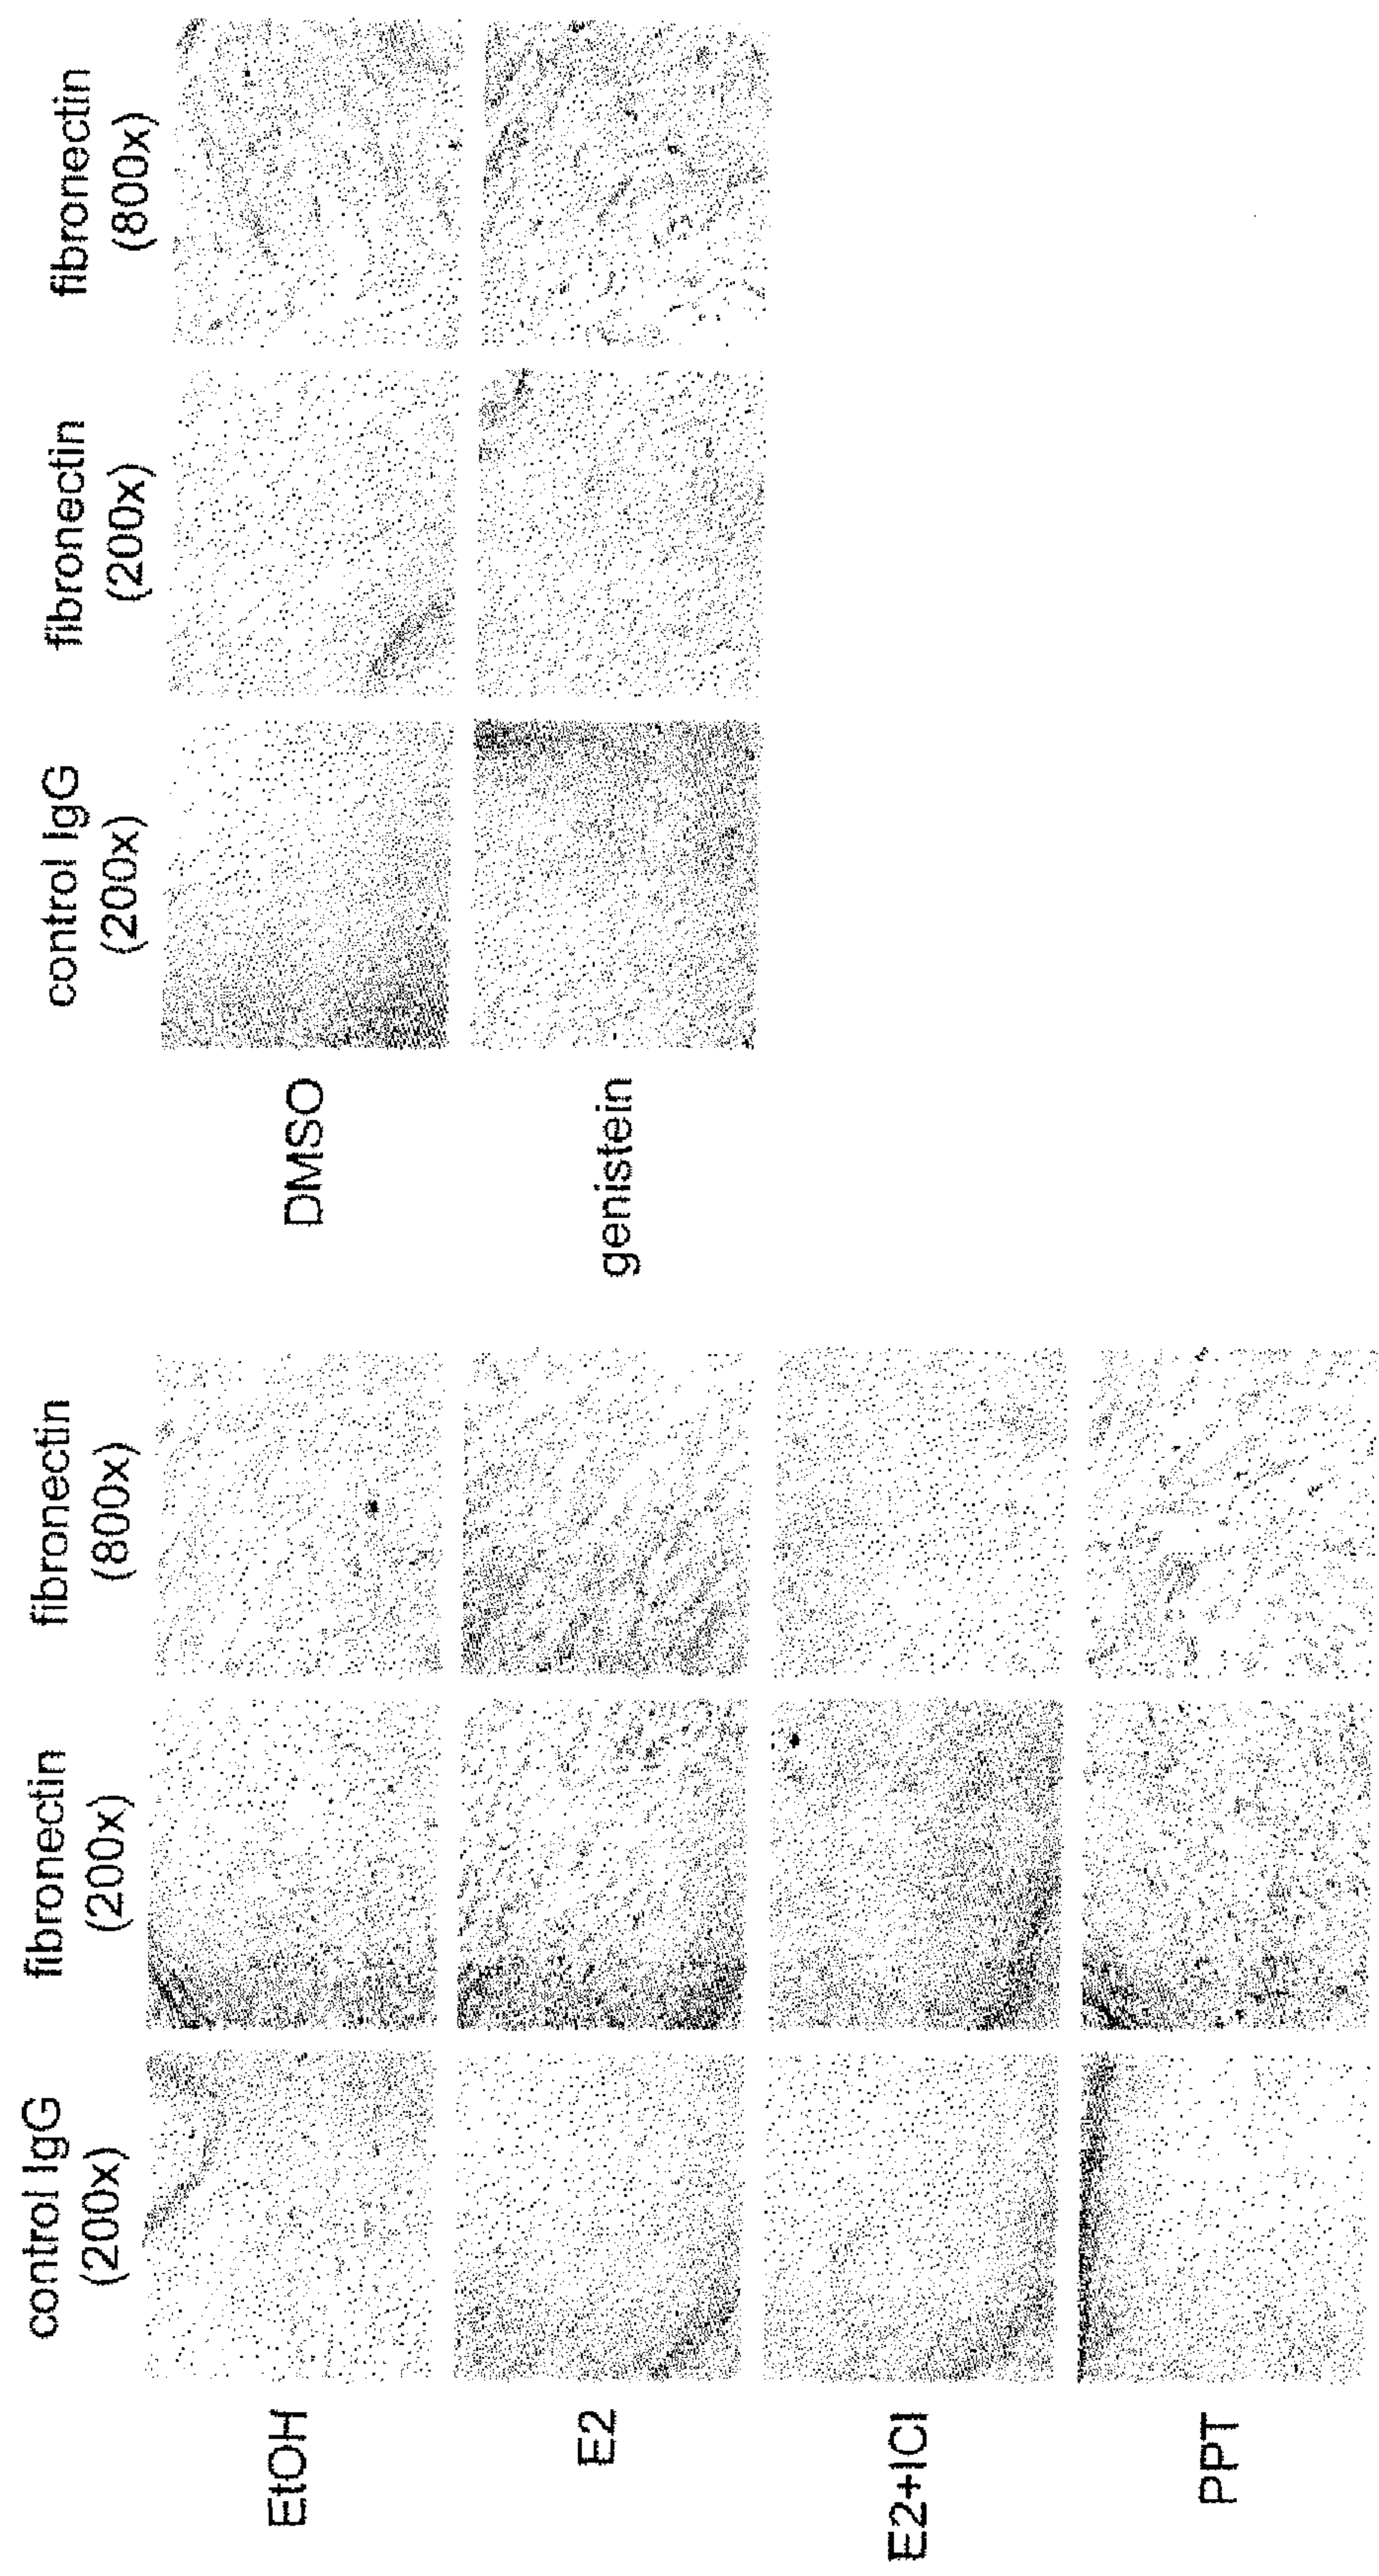 control IgG
(200x)
fibronectin
(200x)
fibronectin
(800x)
EtOH
E2
E2+ICI
PPT
control IgG
(200x)
fibronectin
(200x)
fibronectin
(800x)
DMSO
genistein